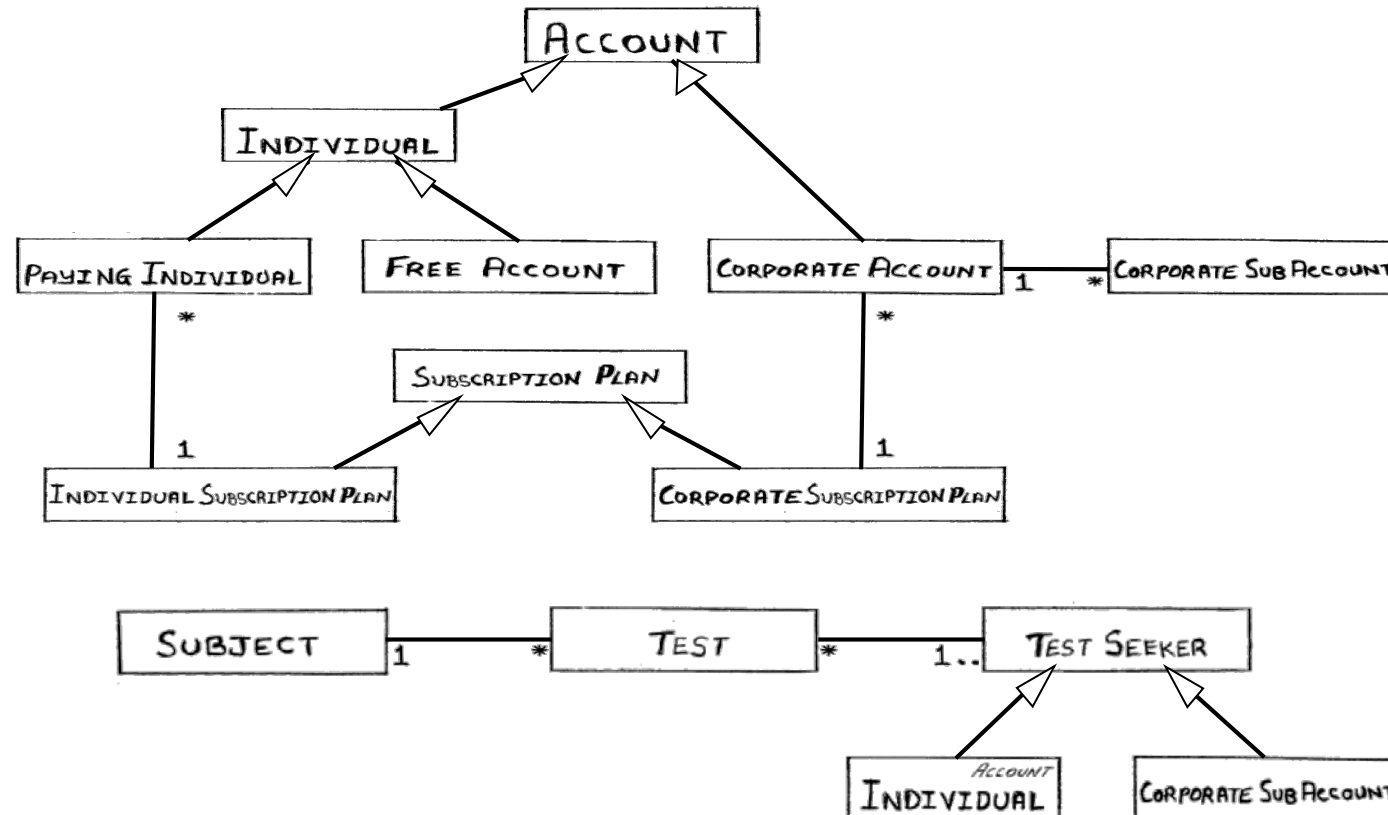 ACCOUNT
INDIVIDUAL
PAYING INDIVIDUAL
FREE ACCOUNT
CORPORATE ACCOUNT
1
*
CORPORATE SUB ACCOUNT
*
*
SUBSCRIPTION PLAN
1
1
INDIVIDUAL SUBSCRIPTION PLAN
CORPORATE SUBSCRIPTION PLAN
SUBJECT
1
*
TEST
*
1..
TEST SEEKER
ACCOUNT
INDIVIDUAL
CORPORATE SUB ACCOUNT